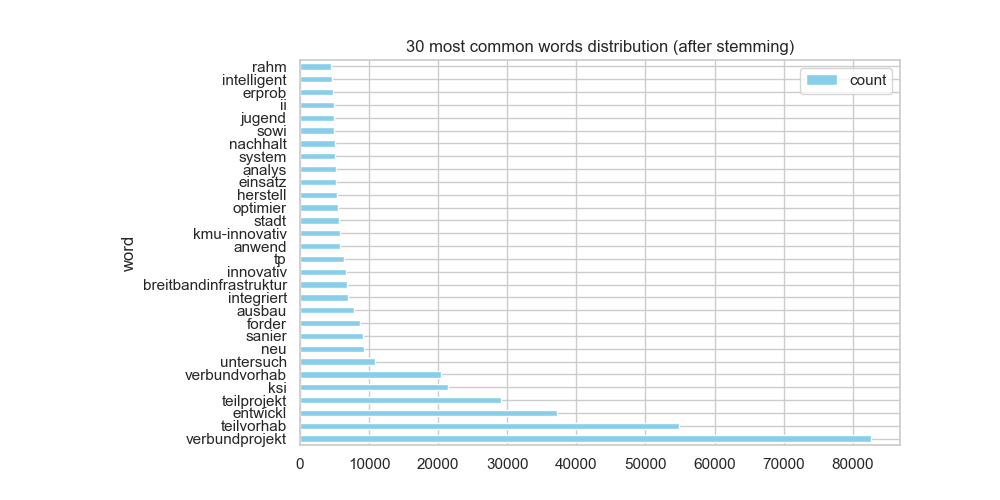 30 most common words distribution (after stemming)
count
word
rahm
intelligent
erprob
ii
jugend
sowi
nachhalt
system
analys
einsatz
herstell
optimier
stadt
kmu-innovativ
anwend
tp
innovativ
breitbandinfrastruktur
integriert
ausbau
forder
sanier
neu
untersuch
verbundvorhab
ksi
teilprojekt
entwickl
teilvorhab
verbundprojekt
0 10000 20000 30000 40000 50000 60000 70000 80000